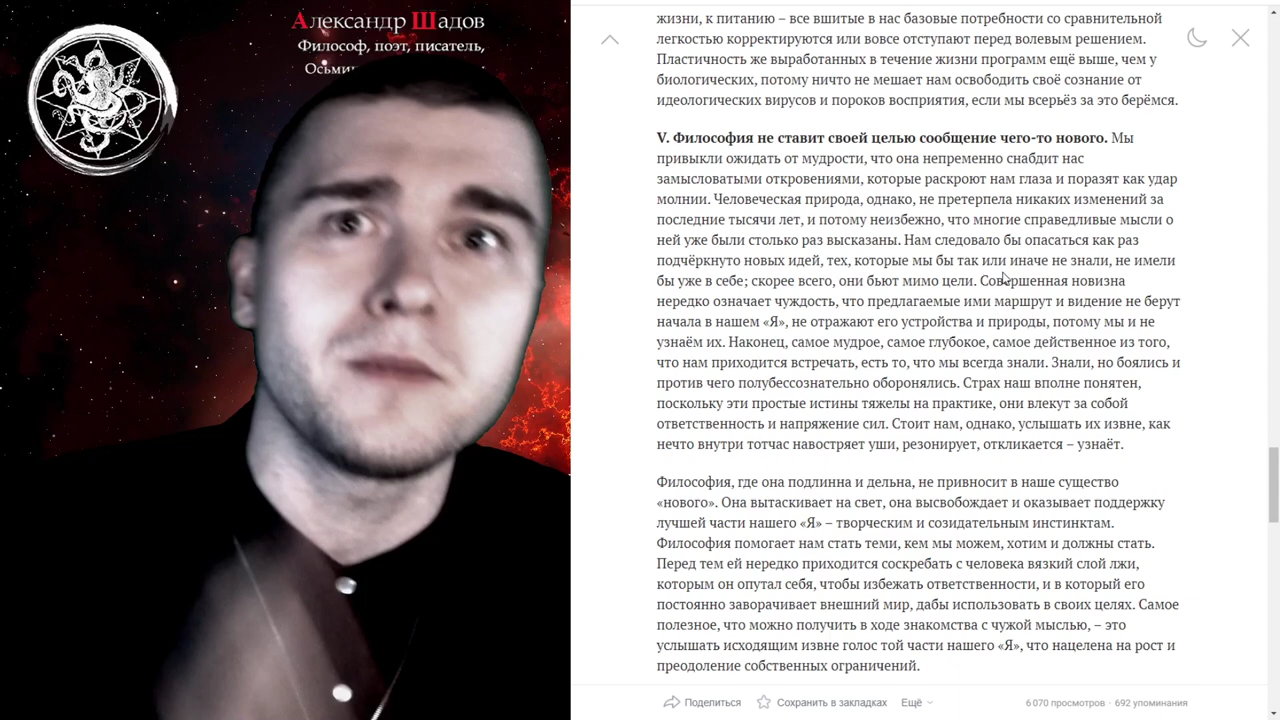 Александр Шадов
Философ, поэт, писатель,
жизни, к питанию – все вшитые в нас базовые потребности со сравнительной
легкостью корректируются или вовсе отступают перед волевым решением.
Пластичность же выработанных в течение жизни программ ещё выше, чем у
биологических, потому ничто не мешает нам освободить своё сознание от
идеологических вирусов и пороков восприятия, если мы всерьёз за это берёмся.
V. Философия не ставит своей целью сообщение чего-то нового. Мы
привыкли ожидать от мудрости, что она непременно снабдит нас
замысловатыми откровениями, которые раскроют нам глаза и поразят как удар
молнии. Человеческая природа, однако, не претерпела никаких изменений за
последние тысячи лет, и потому неизбежно, что многие справедливые мысли о
ней уже были столько раз высказаны. Нам следовало бы опасаться как раз
подчёркнуто новых идей, тех, которые мы бы так или иначе не знали, не имели
бы уже в себе; скорее всего, они бьют мимо цели. Совершенная новизна
нередко означает чуждость, что предлагаемые ими маршрут и видение не берут
начала в нашем «Я», не отражают его устройства и природы, потому мы и не
узнаём их. Наконец, самое мудрое, самое глубокое, самое действенное из того,
что нам приходится встречать, есть то, что мы всегда знали. Знали, но боялись и
против чего полубессознательно оборонялись. Страх наш вполне понятен,
поскольку эти простые истины тяжелы на практике, они влекут за собой
ответственность и напряжение сил. Стоит нам, однако, услышать их извне, как
нечто внутри тотчас навостряет уши, резонирует, откликается – узнаёт.
Философия, где она подлинна и дельна, не привносит в наше существо
«нового». Она вытаскивает на свет, она высвобождает и оказывает поддержку
лучшей части нашего «Я» – творческим и созидательным инстинктам.
Философия помогает нам стать теми, кем мы можем, хотим и должны стать.
Перед тем ей нередко приходится соскребать с человека вязкий слой лжи,
которым он опутал себя, чтобы избежать ответственности, и в который его
постоянно заворачивает внешний мир, дабы использовать в своих целях. Самое
полезное, что можно получить в ходе знакомства с чужой мыслью, – это
услышать исходящим извне голос той части нашего «Я», что нацелена на рост и
преодоление собственных ограничений.
Поделиться Сохранить в закладках Ещё 6 070 просмотров · 692 упоминания